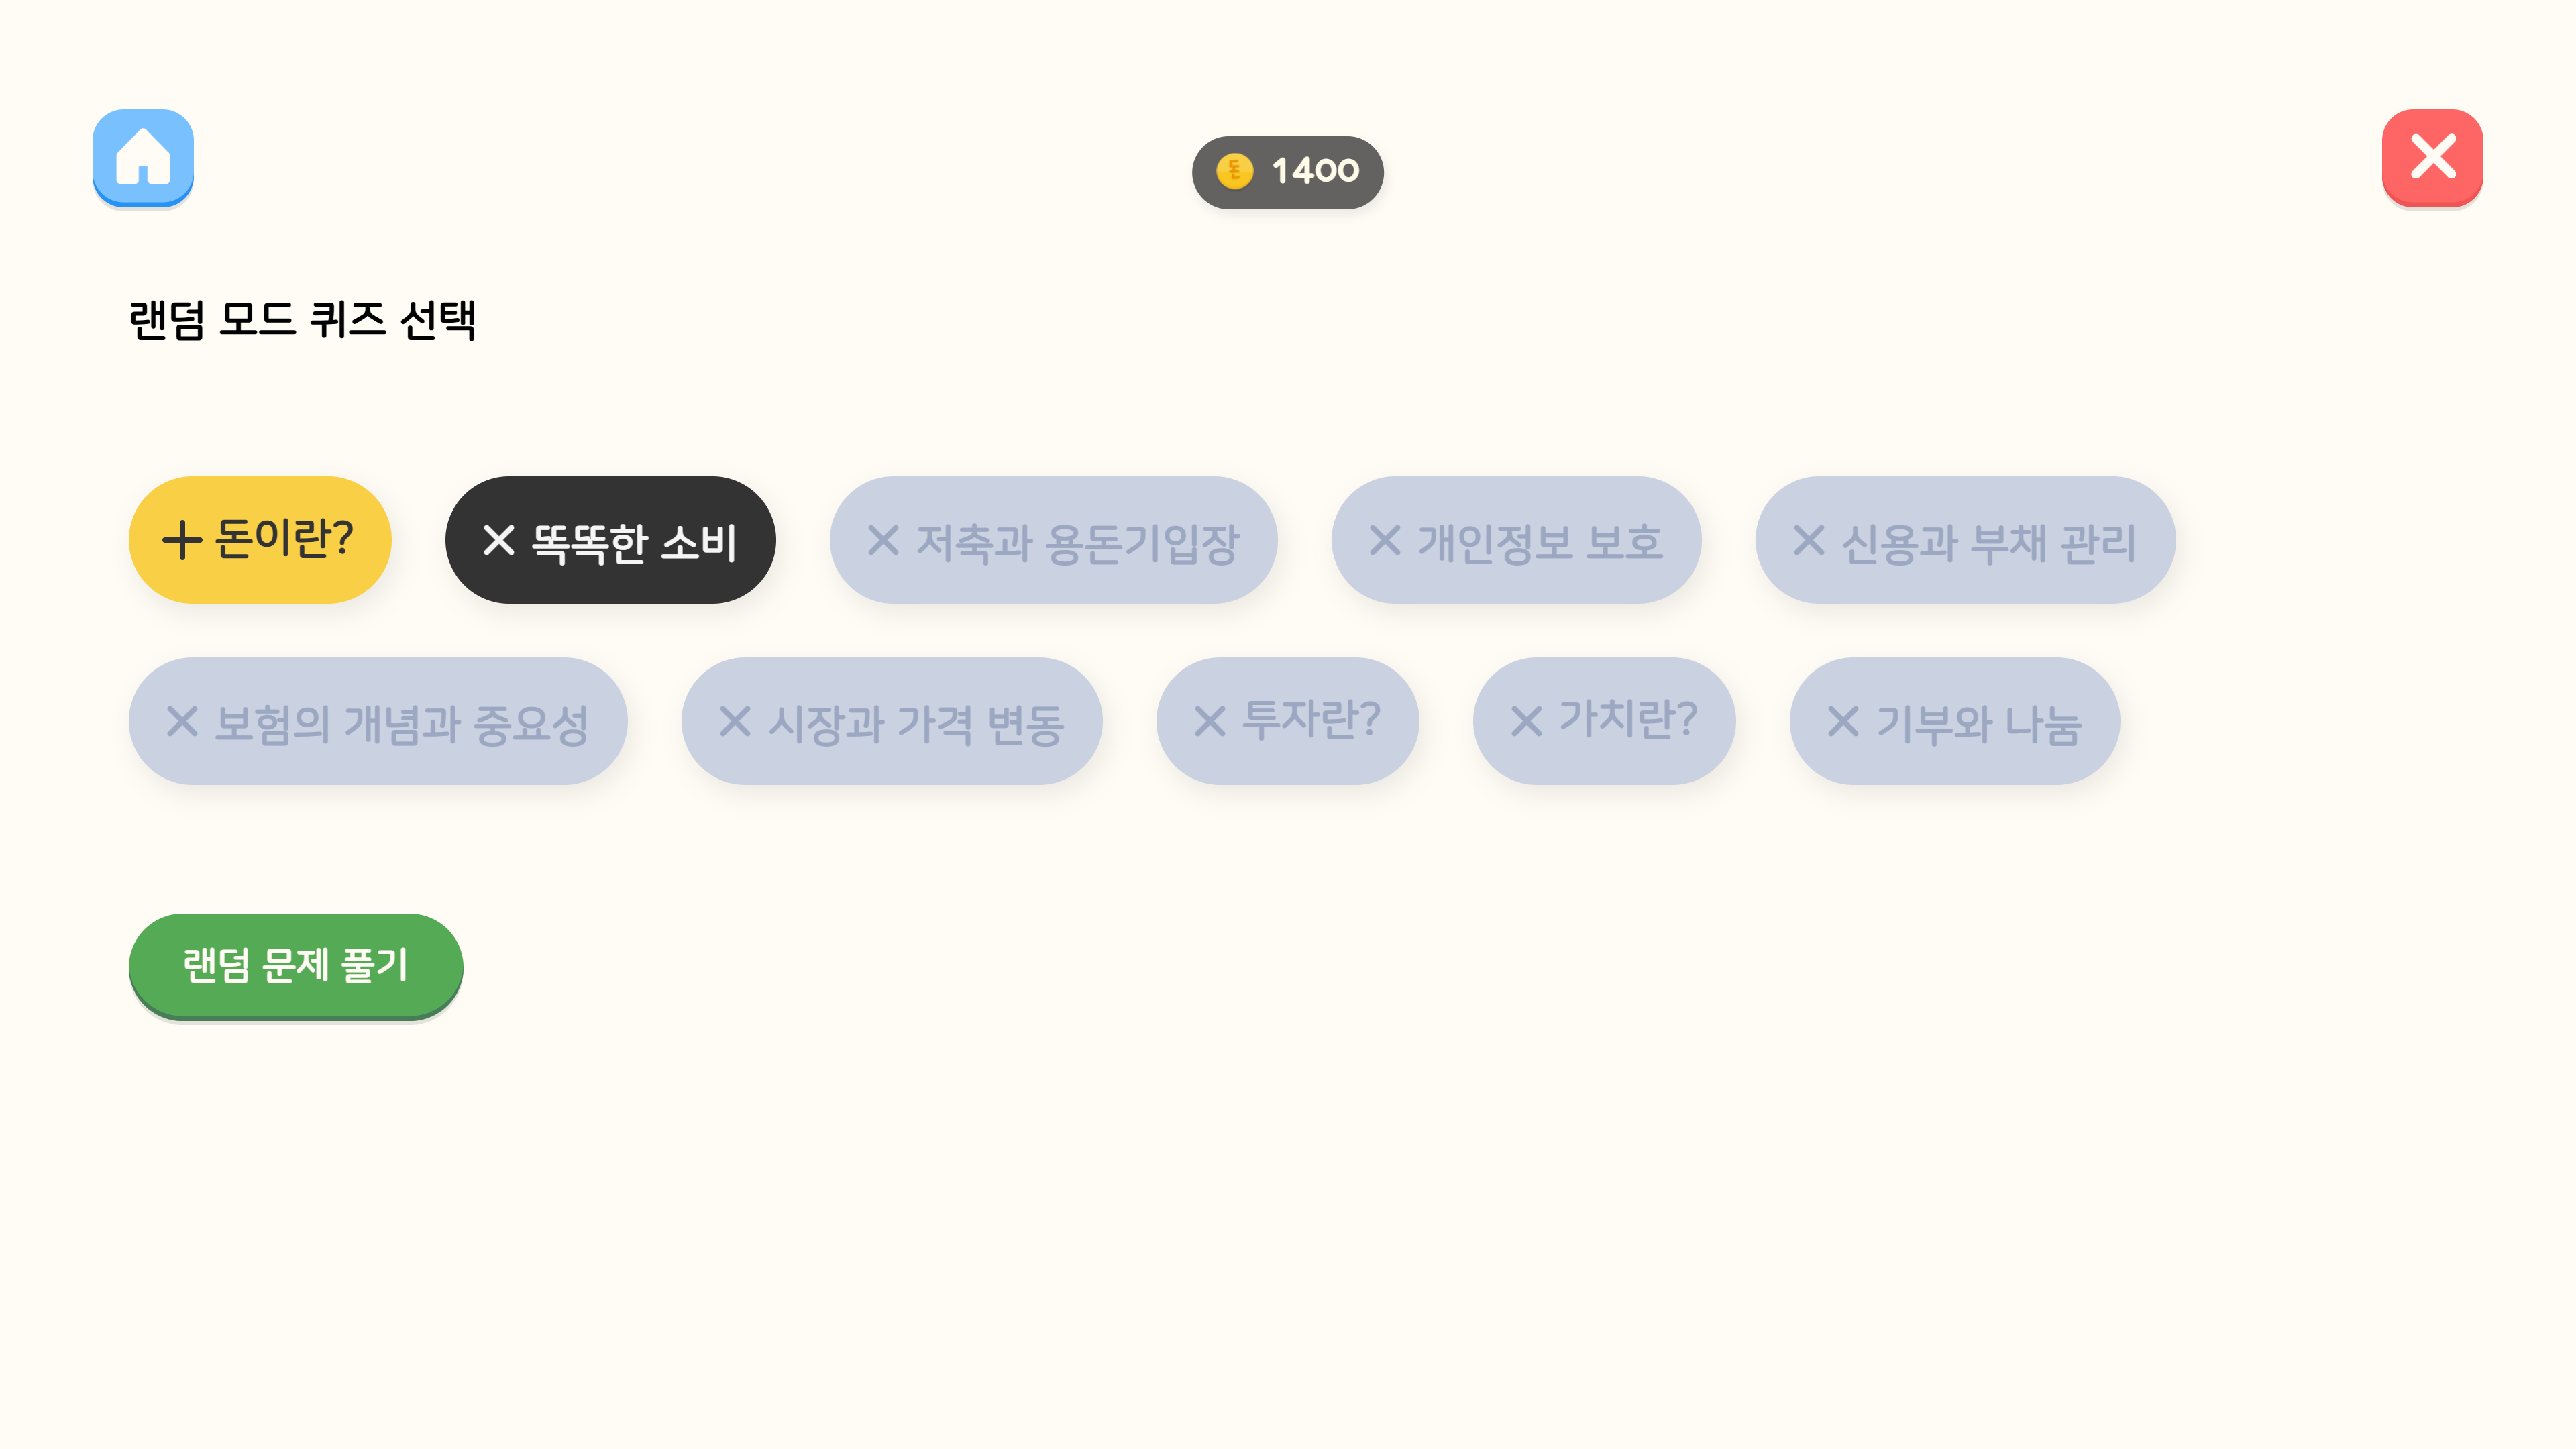 1400
랜덤 모드 퀴즈 선택
돈이란?
똑똑한 소비
저축과 용돈기입장
개인정보 보호
신용과 부채 관리
보험의 개념과 중요성
시장과 가격 변동
투자란?
가치란?
기부와 나눔
랜덤 문제 풀기